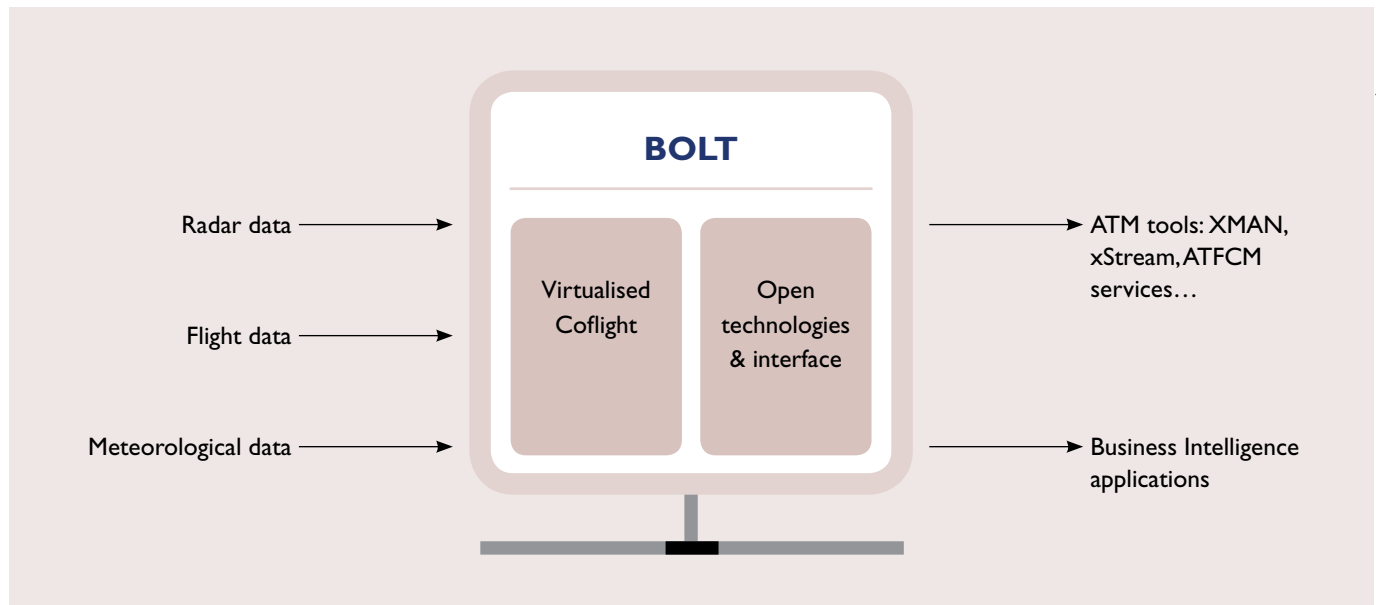 BOLT
Radar data
Flight data
Meteorological data
Virtualised
Coflight
Open
technologies
& interface
ATM tools: XMAN,
xStream, ATFCM
services…
Business Intelligence
applications